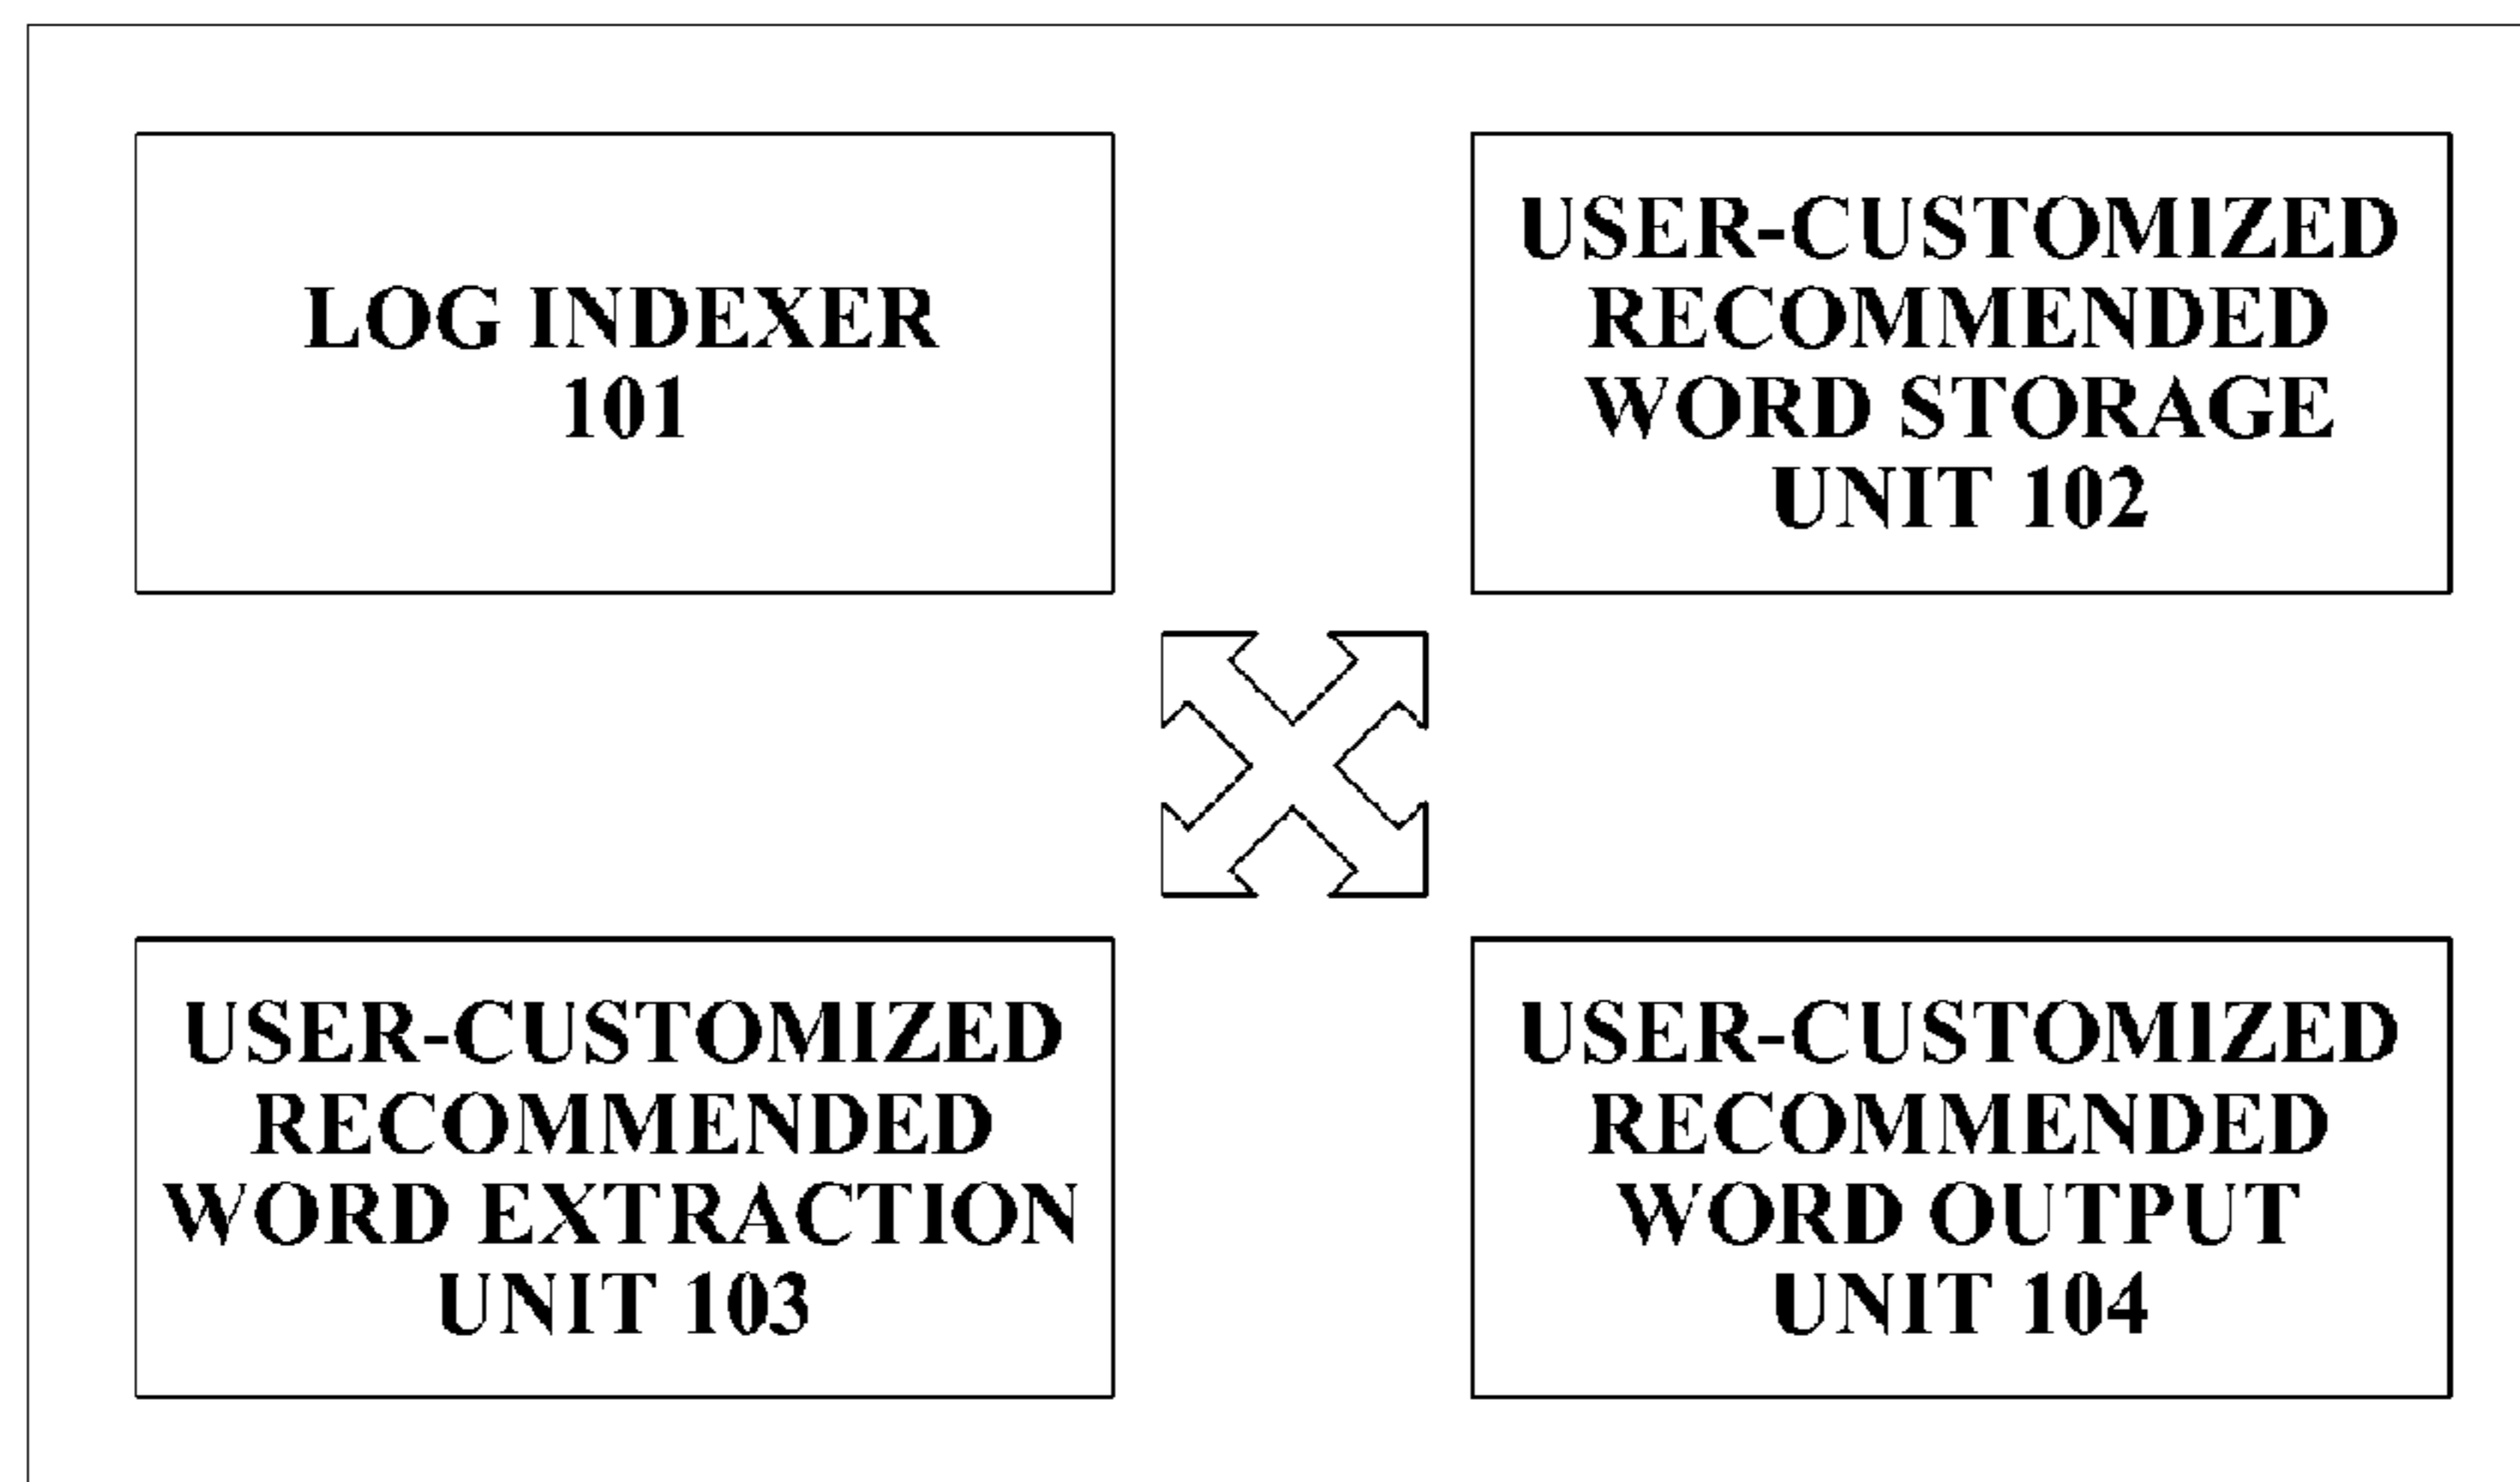 LOG INDEXER
101
USER-CUSTOMIZED
RECOMMENDED
WORD STORAGE
UNIT 102
USER-CUSTOMIZED
RECOMMENDED
WORD EXTRACTION
UNIT 103
USER-CUSTOMIZED
RECOMMENDED
WORD OUTPUT
UNIT 104